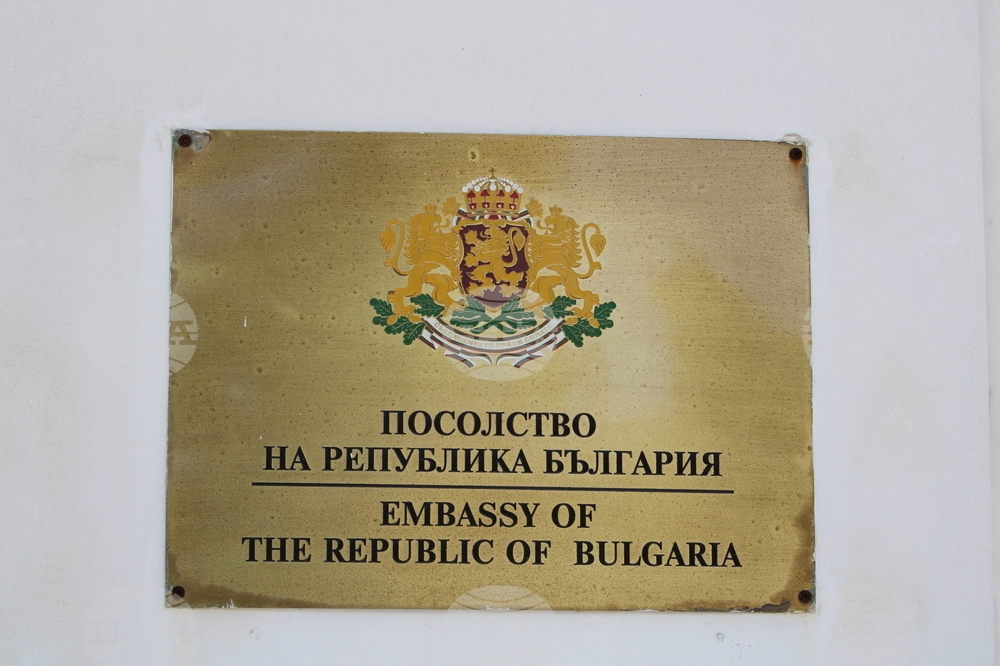 ПОСОЛСТВО
НА РЕПУБЛИКА БЪЛГАРИЯ
EMBASSY OF
THE REPUBLIC OF BULGARIA